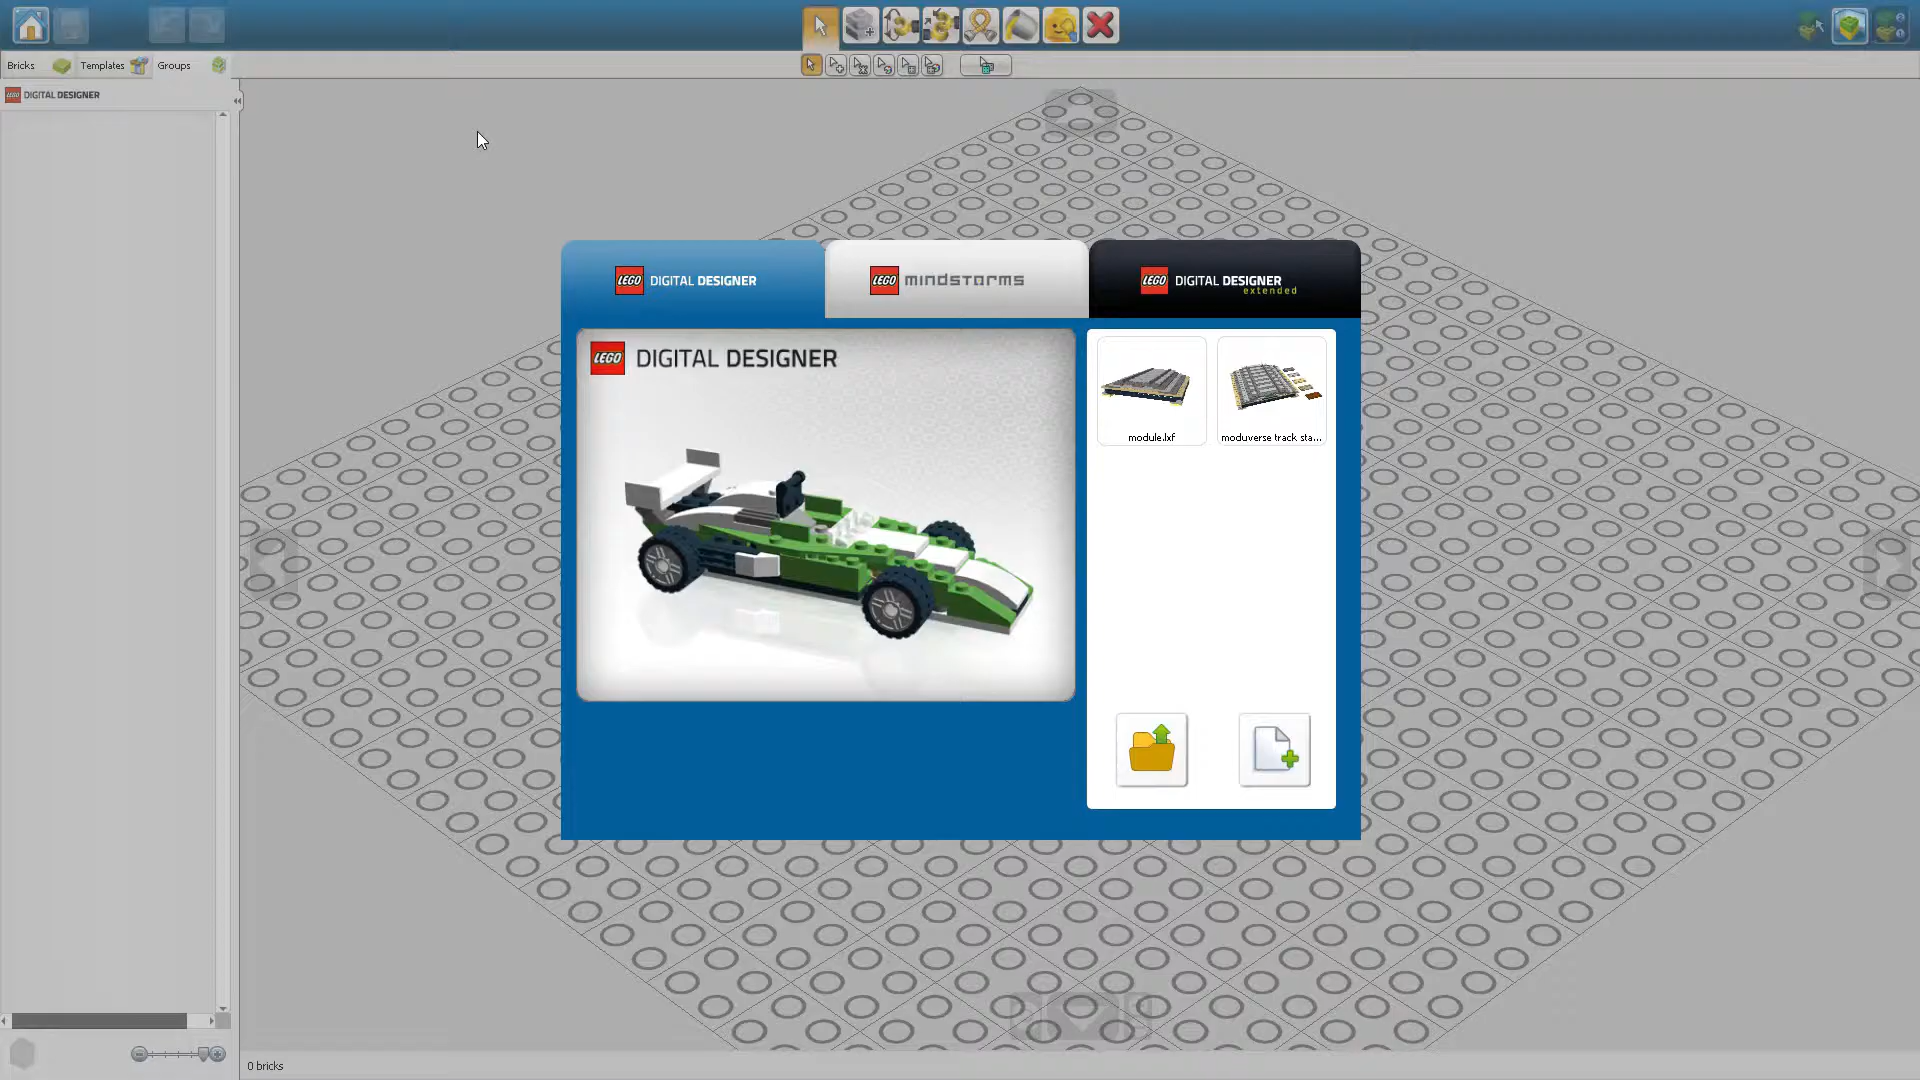 Bricks Templates Groups
LEGO DIGITAL DESIGNER
LEGO DIGITAL DESIGNER
LEGO mindstorms
LEGO DIGITAL DESIGNER
extended
LEGO DIGITAL DESIGNER
module.lxf
moduverse track sta...
0 bricks